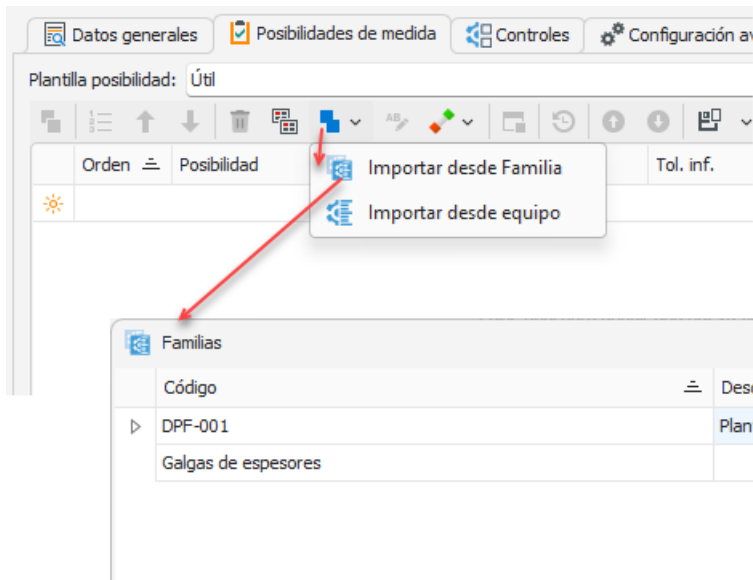 Datos generales Posibilidades de medida Controles Configuración av
Plantilla posibilidad: Útil
Orden Posibilidad Tol. inf.
Importar desde Familia
Importar desde equipo
Familias
Código Des
DPF-001 Plan
Galgas de espesores